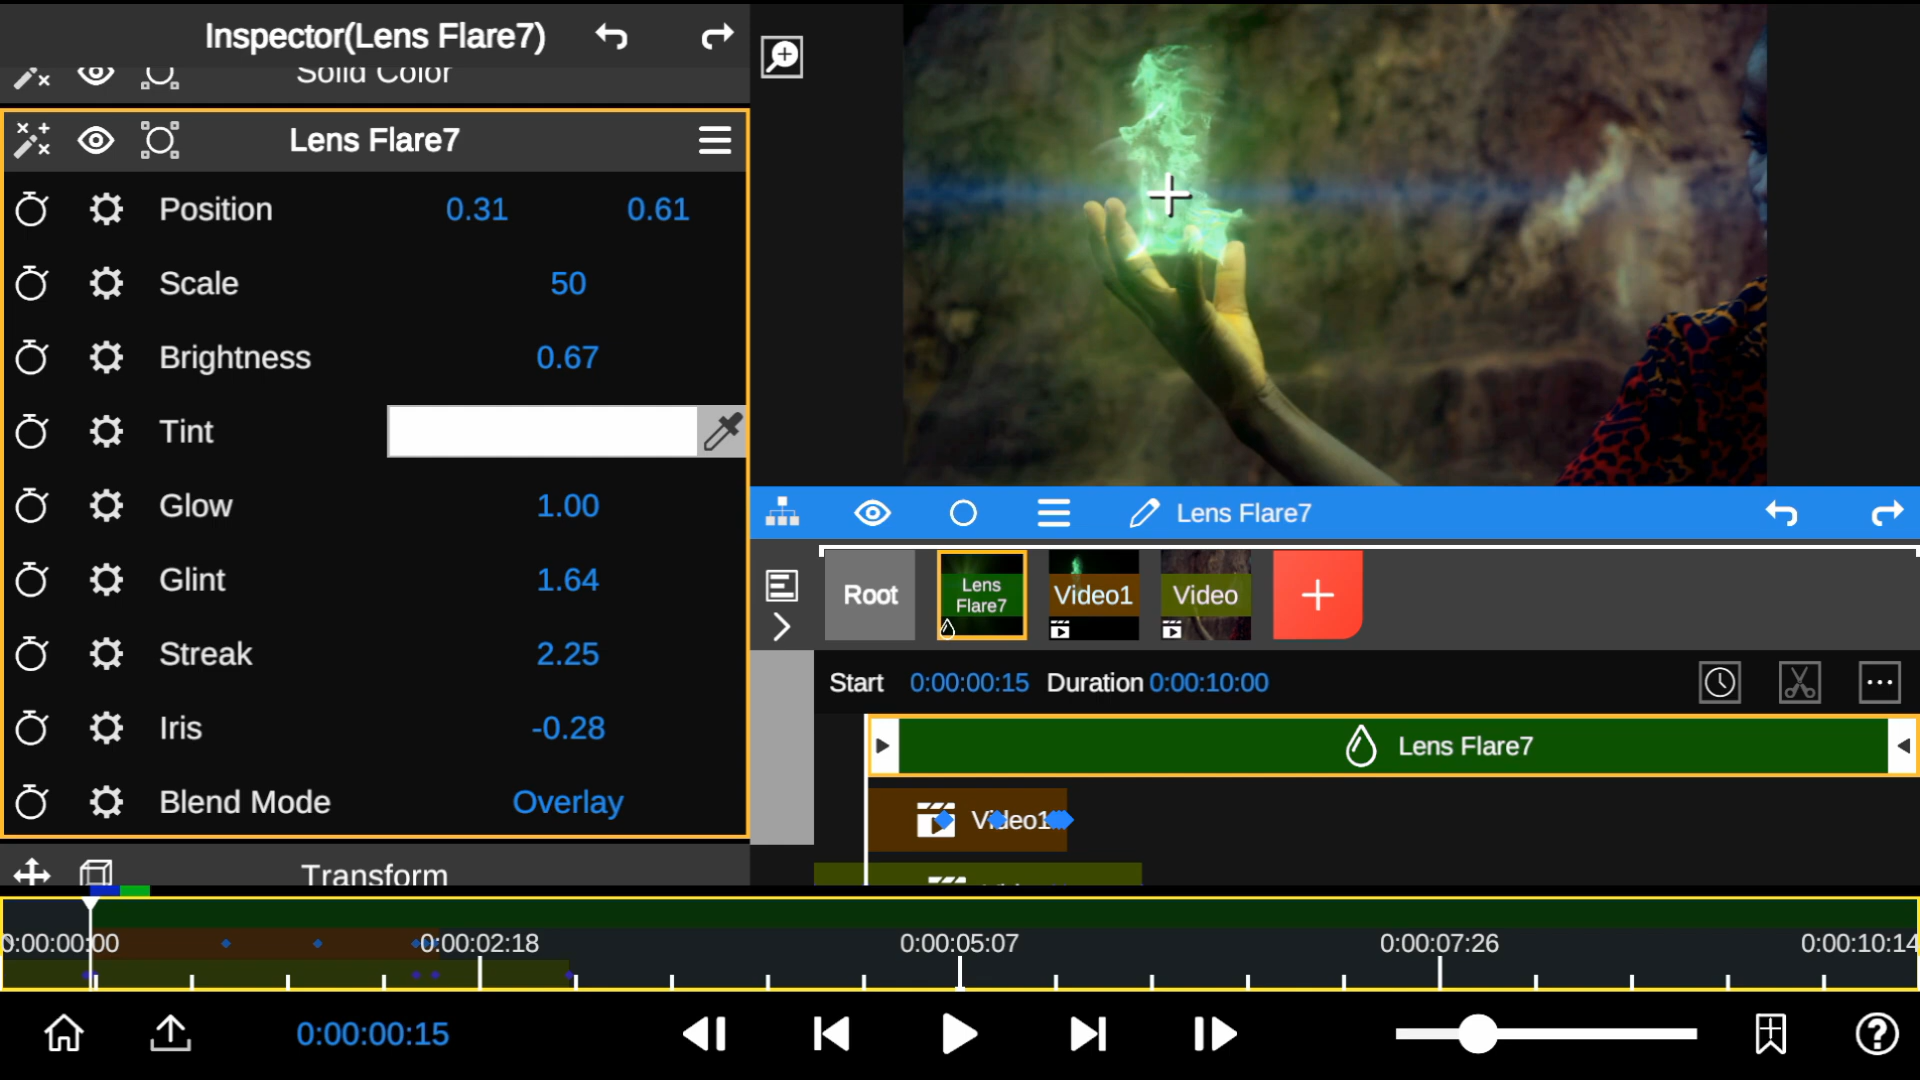 Inspector(Lens Flare7)
Solid Color
Lens Flare7
Position 0.31 0.61
Scale 50
Brightness 0.67
Tint
Glow 1.00
Glint 1.64
Streak 2.25
Iris -0.28
Blend Mode Overlay
Transform
Lens Flare7
Root
Lens
Flare7
Video1
Video
Start 0:00:00:15 Duration 0:00:10:00
Lens Flare7
Video1
0:00:00:00 0:00:02:18 0:00:05:07 0:00:07:26 0:00:10:14
0:00:00:15